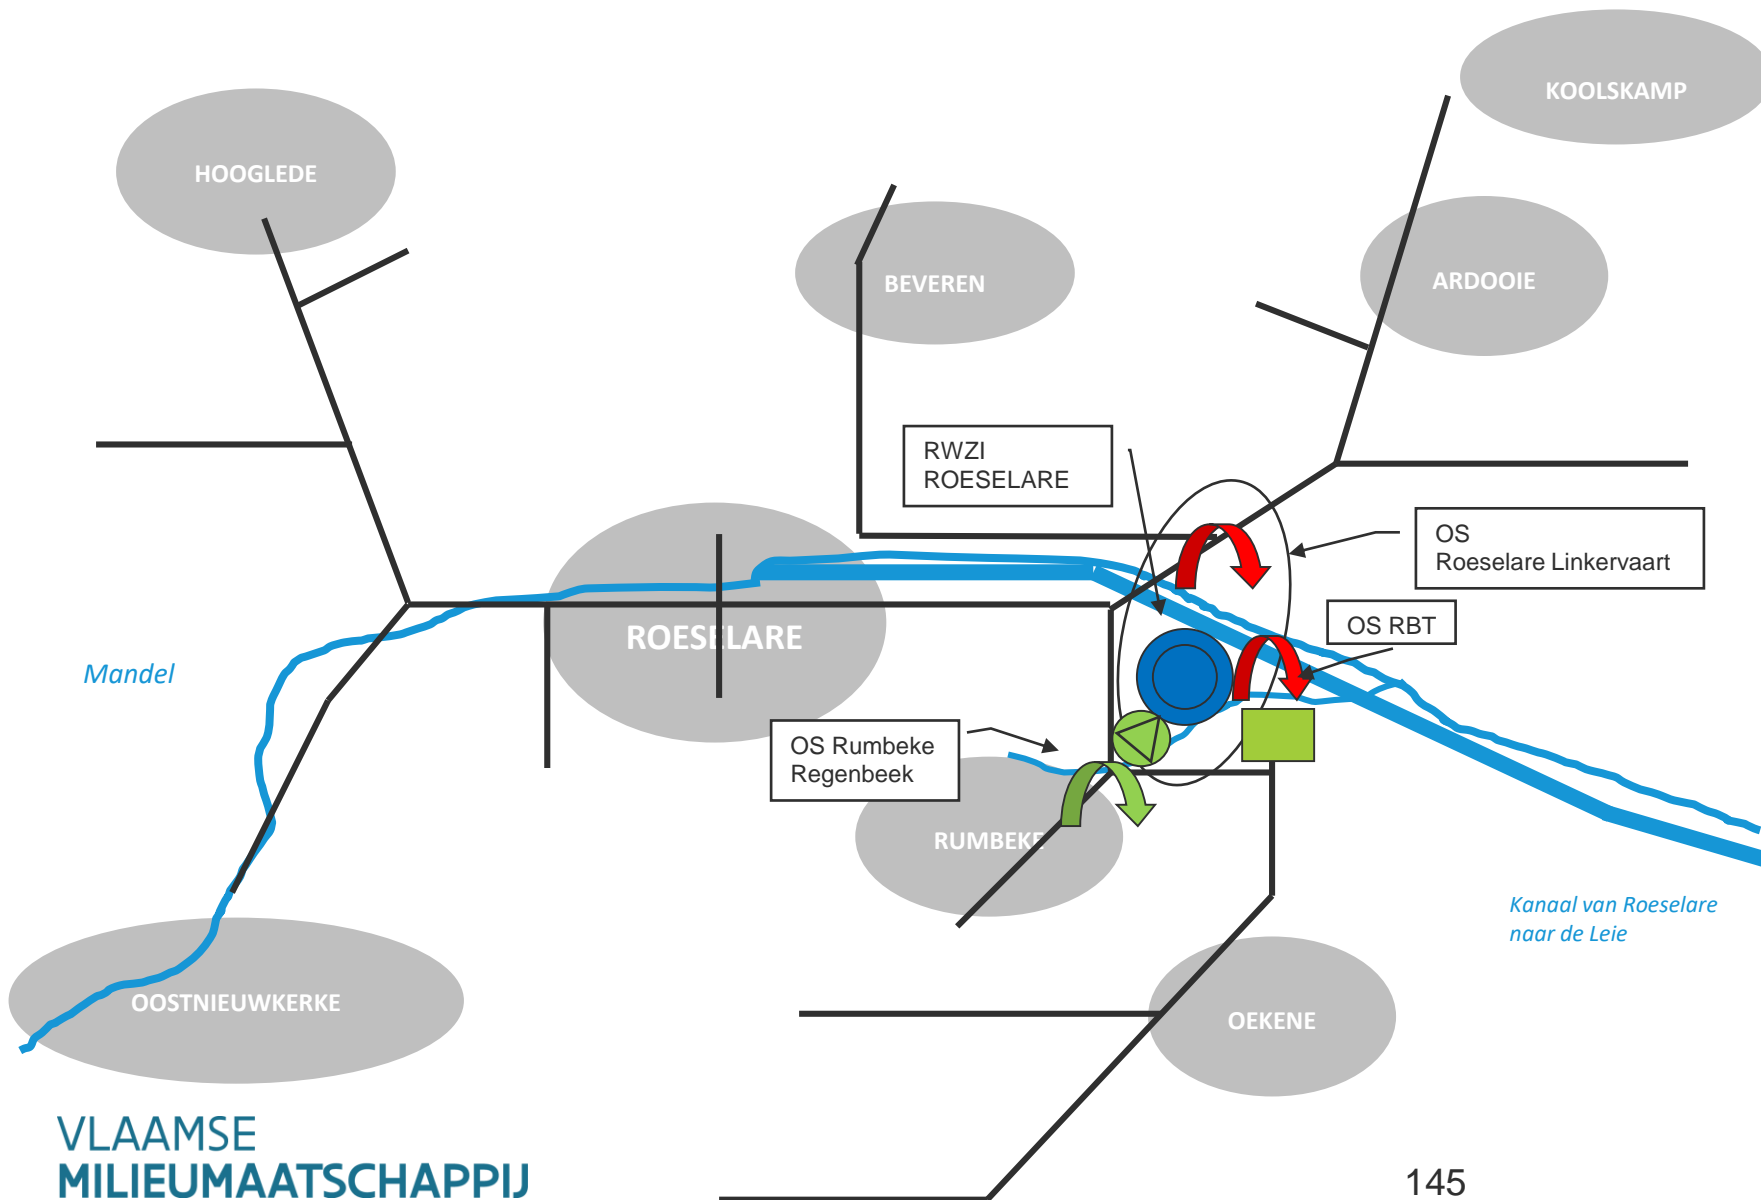 KOOLSKAMP
HOOGLEDE
BEVEREN
ARDOOIE
RWZI
ROESELARE
OS
Roeselare Linkervaart
OS RBT
ROESELARE
Mandel
OS Rumbeke
Regenbeek
RUMBEKE
Kanaal van Roeselare
naar de Leie
OOSTNIEUWKERKE
OEKENE
VLAAMSE
MILIEUMAATSCHAPPIJ
145